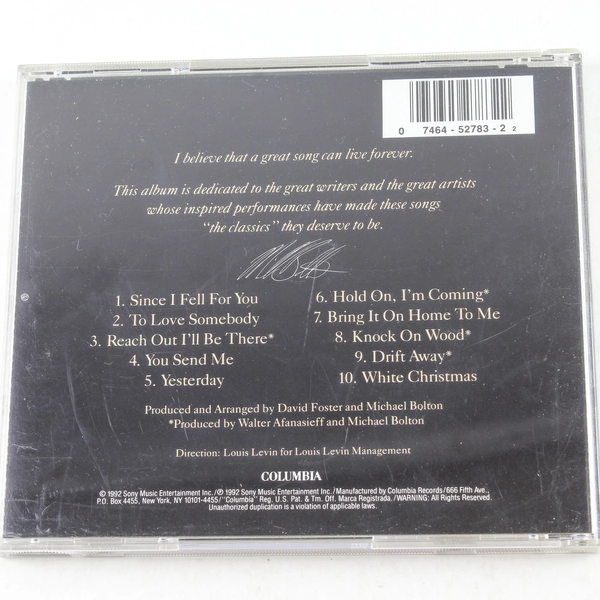 0 7464-52783-2 2
I believe that a great song can live forever.
This album is dedicated to the great writers and the great artists
whose inspired performances have made these songs
"the classics" they deserve to be.
1. Since I Fell For You
2. To Love Somebody
3. Reach Out I'll Be There*
4. You Send Me
5. Yesterday
6. Hold On, I'm Coming*
7. Bring It On Home To Me
8. Knock On Wood*
9. Drift Away*
10. White Christmas
Produced and Arranged by David Foster and Michael Bolton
*Produced by Walter Afanasieff and Michael Bolton
Direction: Louis Levin for Louis Levin Management
COLUMBIA
© 1992 Sony Music Entertainment Inc./℗ 1992 Sony Music Entertainment Inc./Manufactured by Columbia Records/666 Fifth Ave.,
P.O. Box 4455, New York, NY 10101-4455/"Columbia" Reg. U.S. Pat. & Tm. Off. Marca Registrada./WARNING: All Rights Reserved.
Unauthorized duplication is a violation of applicable laws.